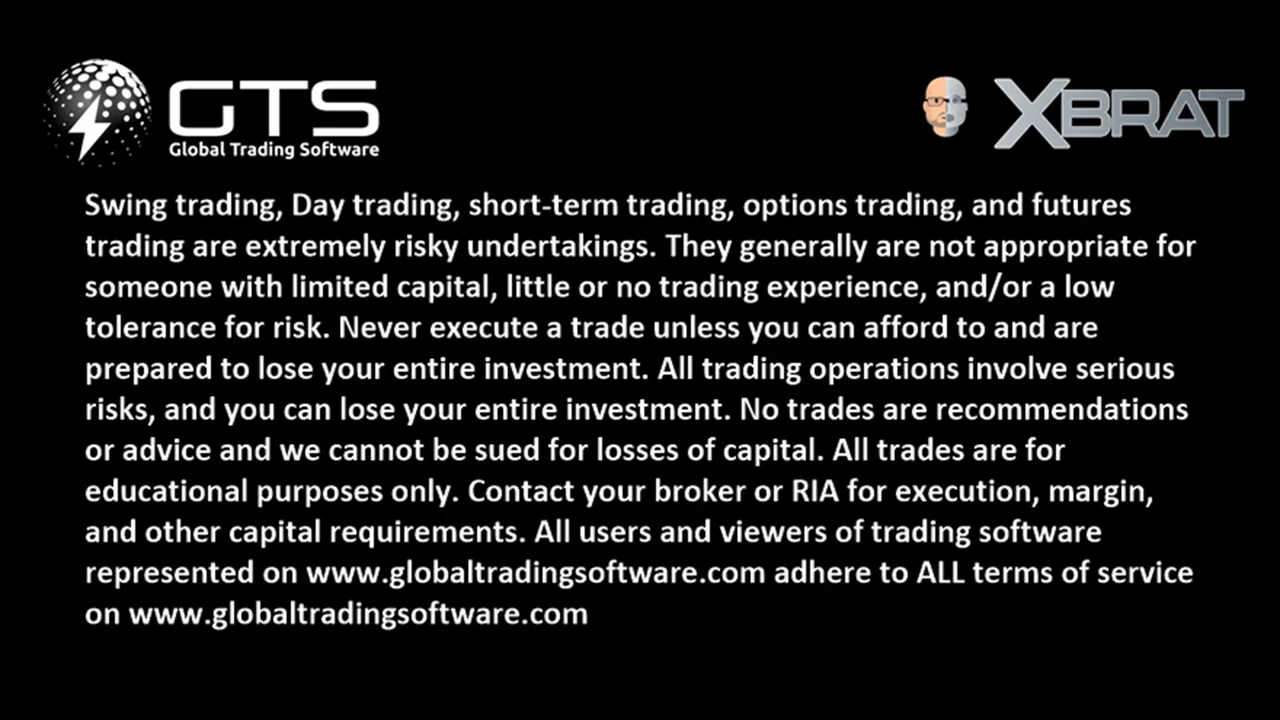 GTS
Global Trading Software
XBRAT
Swing trading, Day trading, short-term trading, options trading, and futures
trading are extremely risky undertakings. They generally are not appropriate for
someone with limited capital, little or no trading experience, and/or a low
tolerance for risk. Never execute a trade unless you can afford to and are
prepared to lose your entire investment. All trading operations involve serious
risks, and you can lose your entire investment. No trades are recommendations
or advice and we cannot be sued for losses of capital. All trades are for
educational purposes only. Contact your broker or RIA for execution, margin,
and other capital requirements. All users and viewers of trading software
represented on www.globaltradingsoftware.com adhere to ALL terms of service
on www.globaltradingsoftware.com